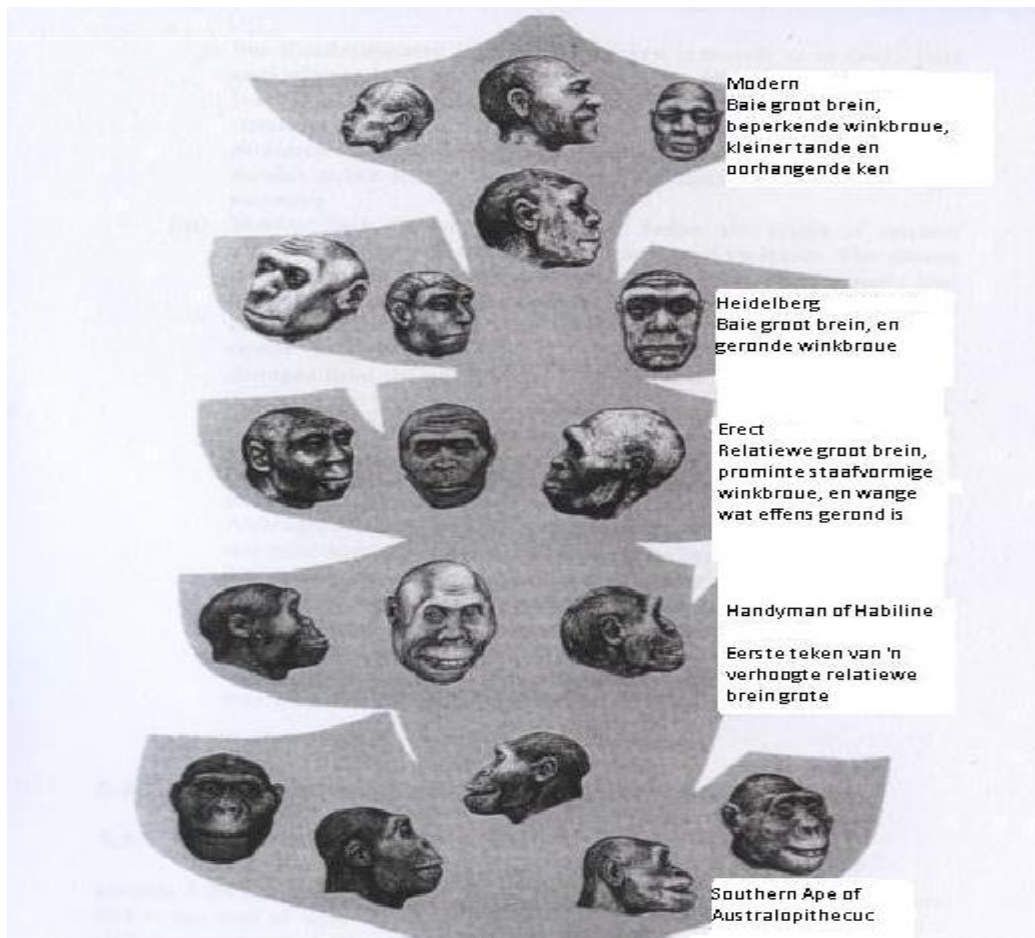 Modern
Baie groot brein,
beperkende winkbroue,
kleiner tande en
oorhangende ken
Heidelberg
Baie groot brein, en
geronde winkbroue
Erect
Relatiewe groot brein,
prominte staafvormige
winkbroue, en wange
wat effens gerond is
Handyman of Habiline
Eerste teken van 'n
verhoogte relatiewe
brein grote
Southern Ape of
Australopithecuc